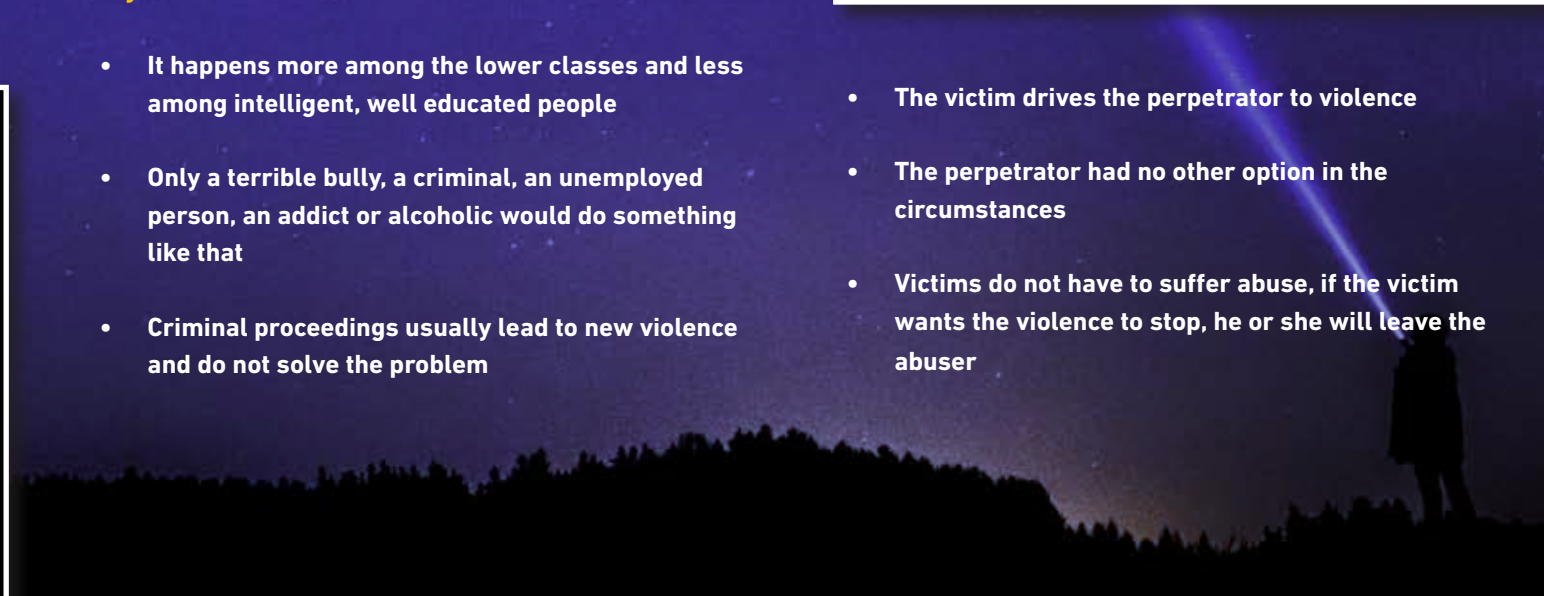 • It happens more among the lower classes and less
among intelligent, well educated people
• Only a terrible bully, a criminal, an unemployed
person, an addict or alcoholic would do something
like that
• Criminal proceedings usually lead to new violence
and do not solve the problem
• The victim drives the perpetrator to violence
• The perpetrator had no other option in the
circumstances
• Victims do not have to suffer abuse, if the victim
wants the violence to stop, he or she will leave the
abuser